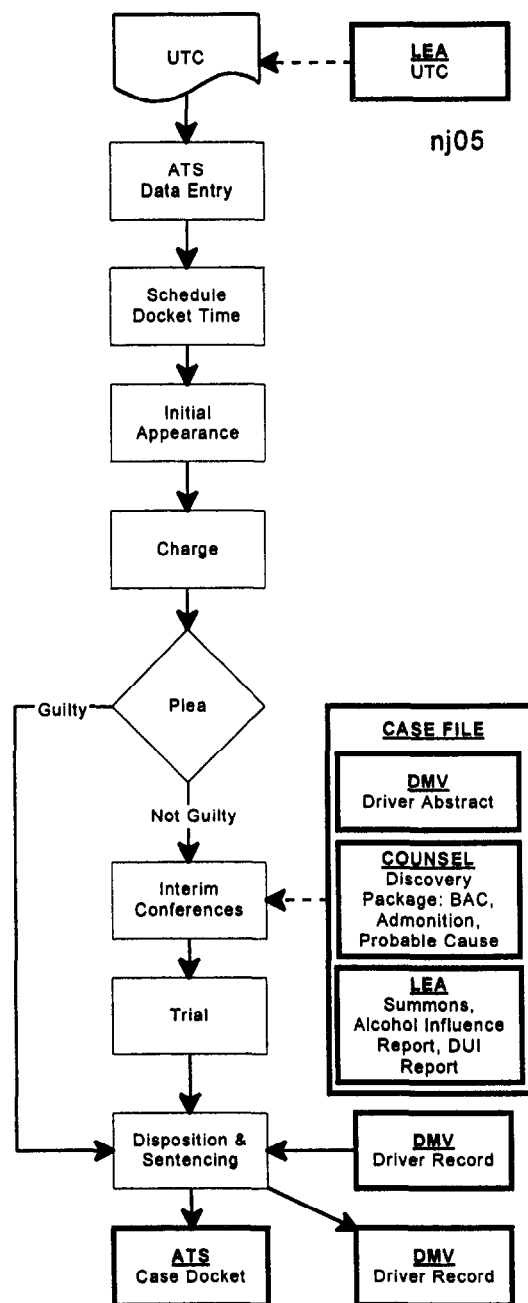 UTC
LEA
UTC
nj05
ATS
Data Entry
Schedule
Docket Time
Initial
Appearance
Charge
Plea
Guilty
Not Guilty
CASE FILE
DMV
Driver Abstract
COUNSEL
Discovery
Package: BAC,
Admonition,
Probable Cause
LEA
Summons,
Alcohol Influence
Report, DUI
Report
Interim
Conferences
Trial
Disposition &
Sentencing
DMV
Driver Record
ATS
Case Docket
DMV
Driver Record